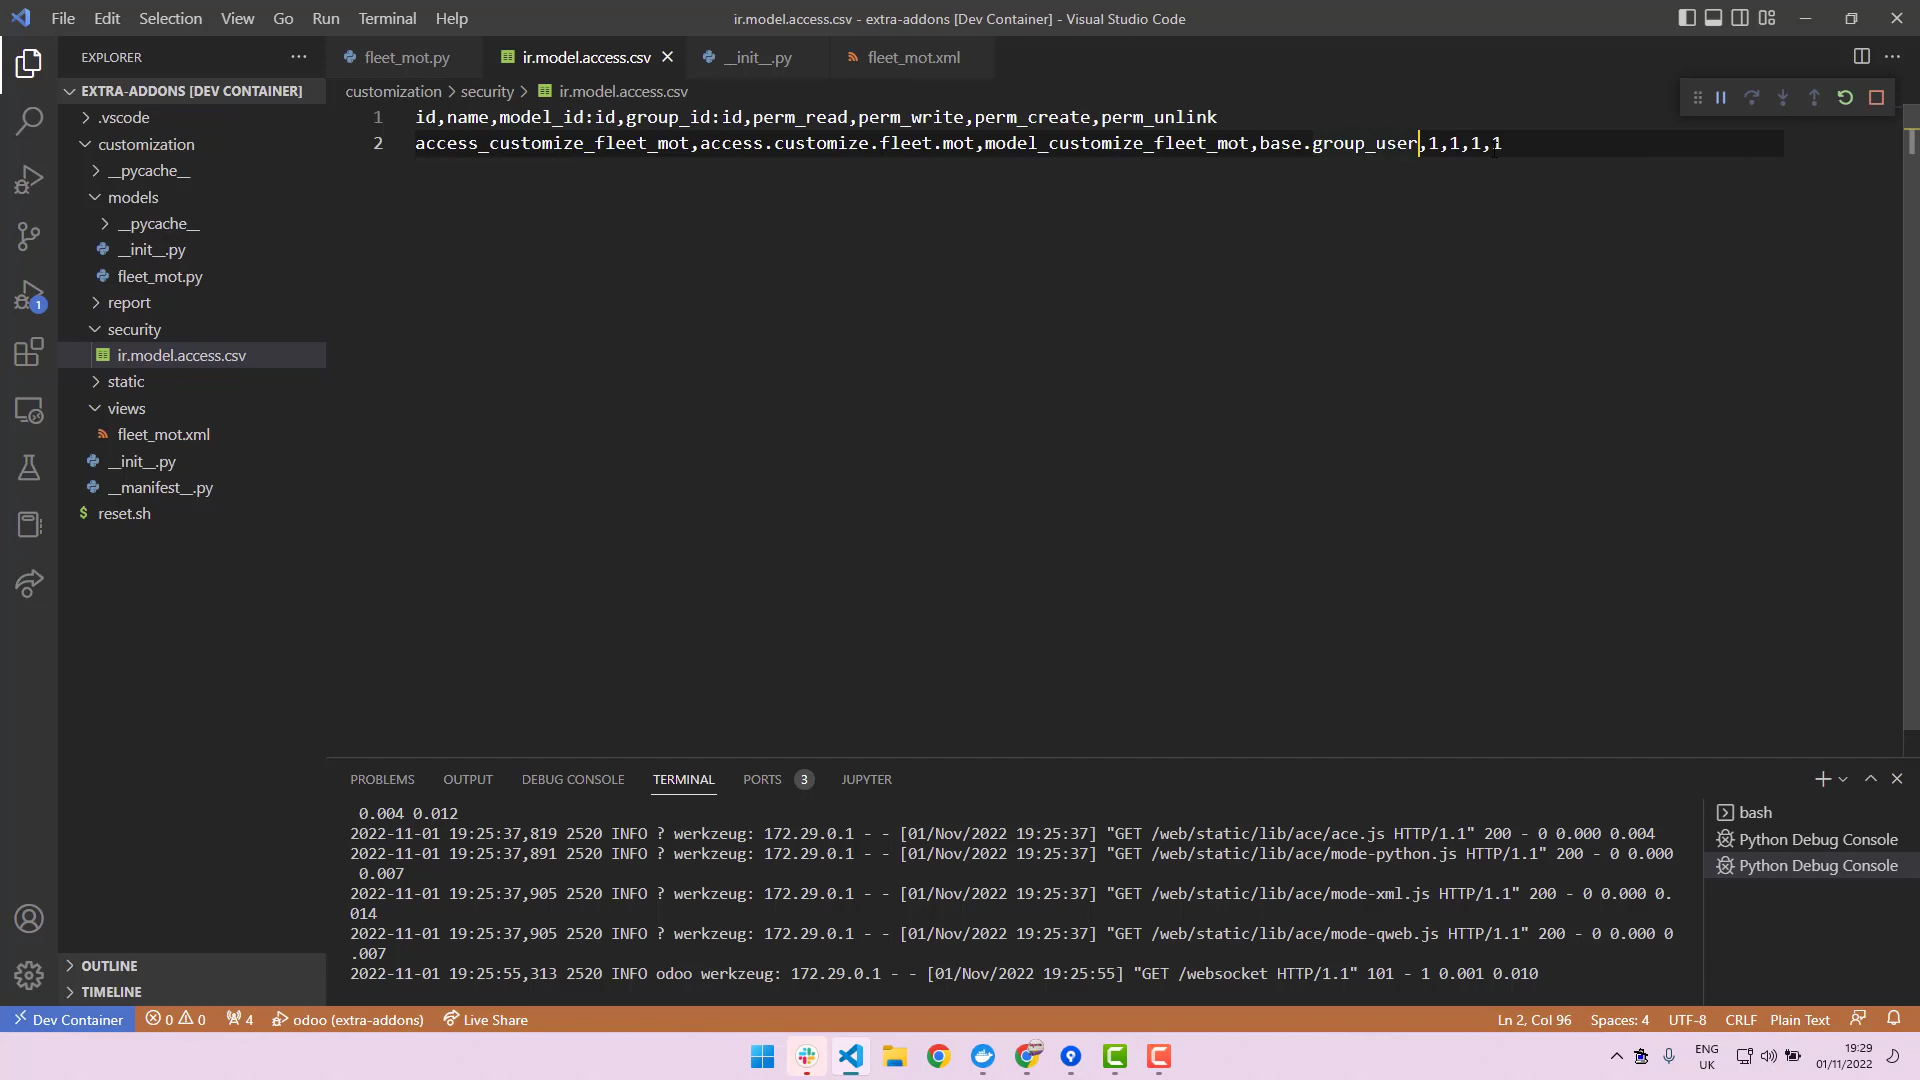 File Edit Selection View Go Run Terminal Help
ir.model.access.csv - extra-addons [Dev Container] - Visual Studio Code
EXPLORER
fleet_mot.py
ir.model.access.csv
__init__.py
fleet_mot.xml
EXTRA-ADDONS [DEV CONTAINER]
customization > security > ir.model.access.csv
.vscode
customization
__pycache__
models
__pycache__
__init__.py
fleet_mot.py
report
security
ir.model.access.csv
static
views
fleet_mot.xml
__init__.py
__manifest__.py
reset.sh
1 id,name,model_id:id,group_id:id,perm_read,perm_write,perm_create,perm_unlink
2 access_customize_fleet_mot,access.customize.fleet.mot,model_customize_fleet_mot,base.group_user,1,1,1,1
1
PROBLEMS OUTPUT DEBUG CONSOLE TERMINAL PORTS 3 JUPYTER
0.004 0.012
2022-11-01 19:25:37,819 2520 INFO ? werkzeug: 172.29.0.1 - - [01/Nov/2022 19:25:37] "GET /web/static/lib/ace/ace.js HTTP/1.1" 200 - 0 0.000 0.004
2022-11-01 19:25:37,891 2520 INFO ? werkzeug: 172.29.0.1 - - [01/Nov/2022 19:25:37] "GET /web/static/lib/ace/mode-python.js HTTP/1.1" 200 - 0 0.000
0.007
2022-11-01 19:25:37,905 2520 INFO ? werkzeug: 172.29.0.1 - - [01/Nov/2022 19:25:37] "GET /web/static/lib/ace/mode-xml.js HTTP/1.1" 200 - 0 0.000 0.
014
2022-11-01 19:25:37,905 2520 INFO ? werkzeug: 172.29.0.1 - - [01/Nov/2022 19:25:37] "GET /web/static/lib/ace/mode-qweb.js HTTP/1.1" 200 - 0 0.000 0
.007
2022-11-01 19:25:55,313 2520 INFO odoo werkzeug: 172.29.0.1 - - [01/Nov/2022 19:25:55] "GET /websocket HTTP/1.1" 101 - 1 0.001 0.010
bash
Python Debug Console
Python Debug Console
OUTLINE
TIMELINE
Dev Container 0 0 4 odoo (extra-addons) Live Share
Ln 2, Col 96 Spaces: 4 UTF-8 CRLF Plain Text
ENG
UK
19:29
01/11/2022